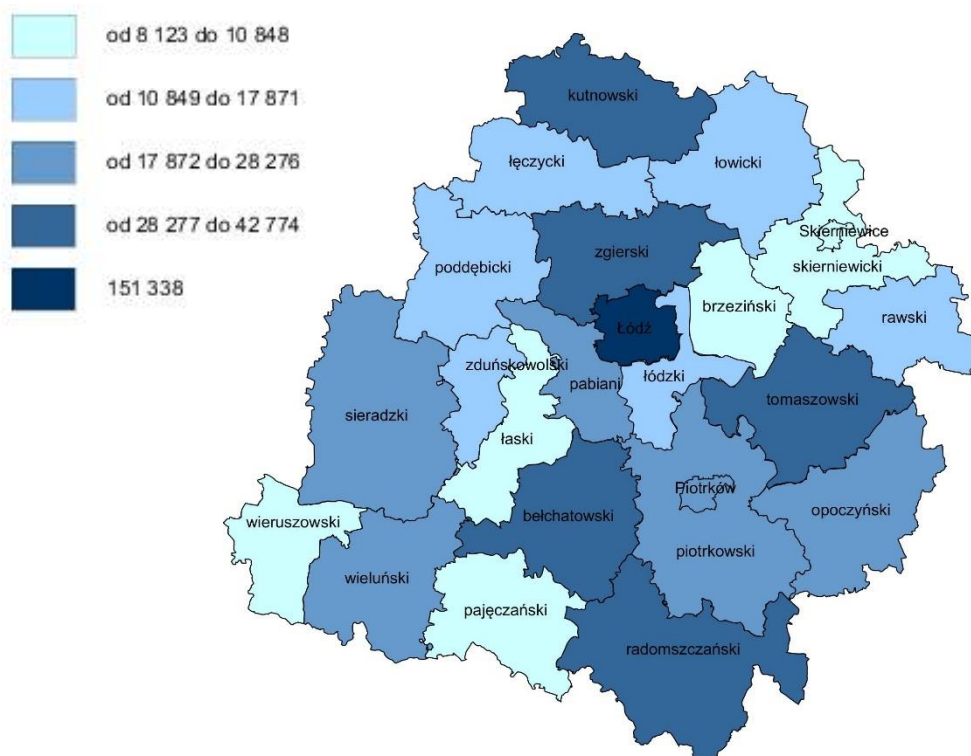 od 8 123 do 10 848
od 10 849 do 17 871
od 17 872 do 28 276
od 28 277 do 42 774
151 338
kutnowski
łęczycki
łowicki
Skierniewice
zgierski
skierniewicki
poddębicki
brzeziński
rawski
Łódź
zduńskowolski
łódzki
pabiani
tomaszowski
sieradzki
łaski
Piotrków
opoczyński
wieruszowski
bełchatowski
piotrkowski
wieluński
pajęczański
radomszczański